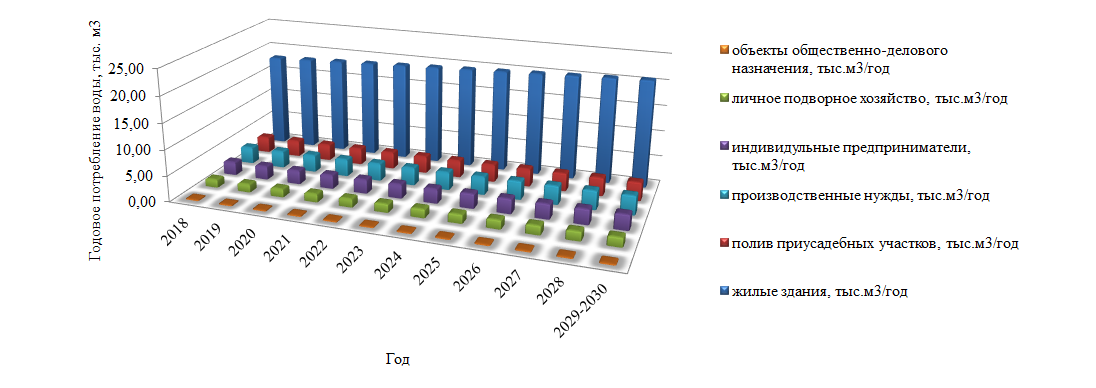 Годовое потребление воды, тыс. м3
25,00
20,00
15,00
10,00
5,00
0,00
2018
2019
2020
2021
2022
2023
2024
2025
2026
2027
2028
2029-2030
Год
объекты общественно-делового
назначения, тыс.м3/год
личное подворное хозяйство, тыс.м3/год
индивидульные предприниматели,
тыс.м3/год
производственные нужды, тыс.м3/год
полив приусадебных участков, тыс.м3/год
жилые здания, тыс.м3/год